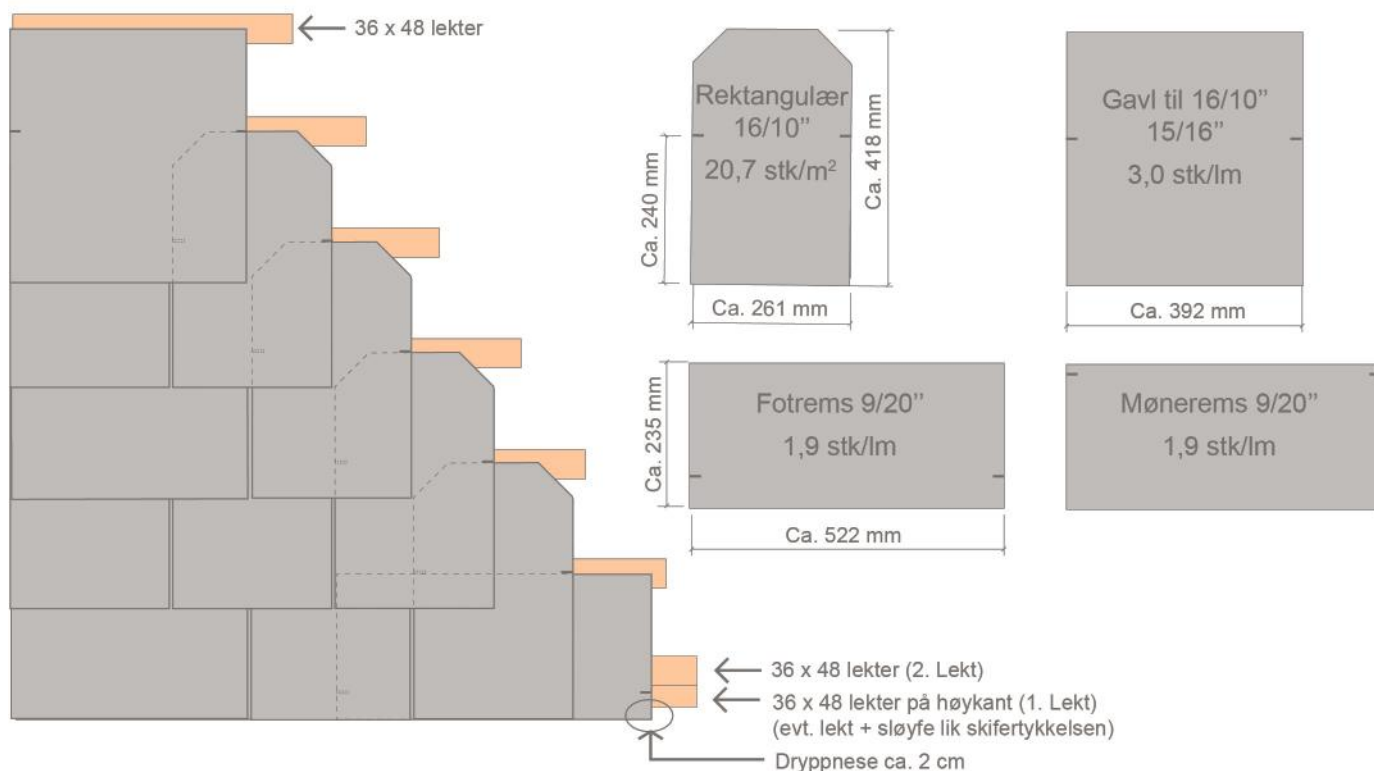 36 x 48 lekter
Rektangulær
16/10’’
20,7 stk/m²
Ca. 240 mm
Ca. 418 mm
Ca. 261 mm
Gavl til 16/10’’
15/16’’
3,0 stk/lm
Ca. 392 mm
Fotrems 9/20’’
1,9 stk/lm
Ca. 235 mm
Ca. 522 mm
Mønerems 9/20’’
1,9 stk/lm
36 x 48 lekter (2. Lekt)
36 x 48 lekter på høykant (1. Lekt)
(evt. lekt + sløyfe lik skifertykkelsen)
Dryppnese ca. 2 cm